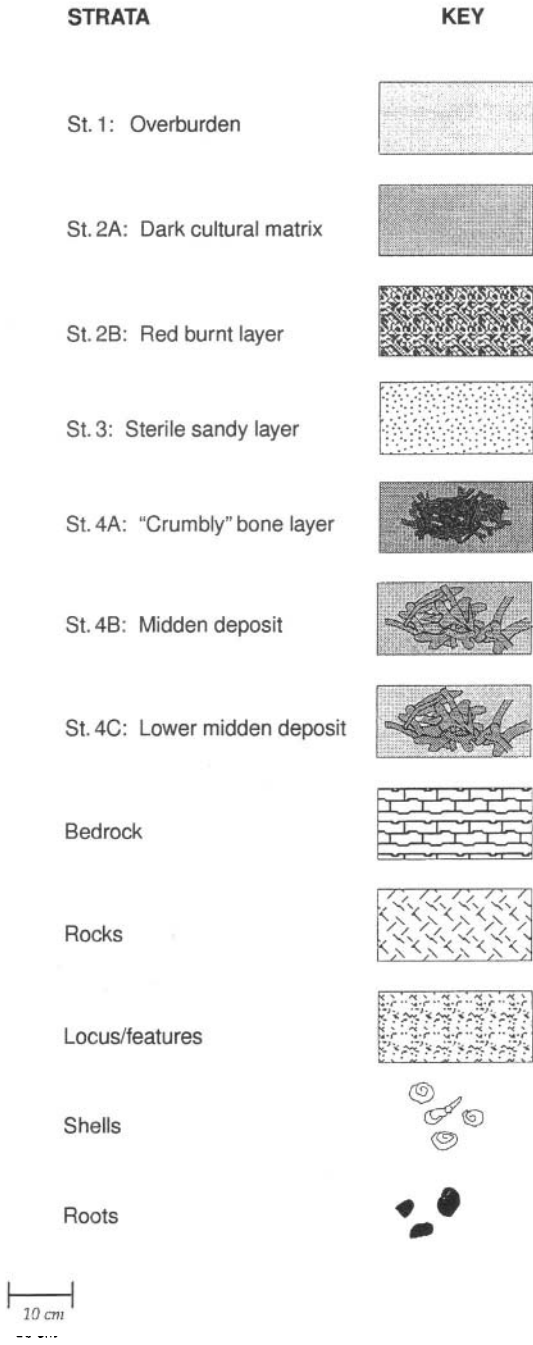 STRATA KEY
St. 1: Overburden
St. 2A: Dark cultural matrix
St. 2B: Red burnt layer
St. 3: Sterile sandy layer
St. 4A: “Crumbly” bone layer
St. 4B: Midden deposit
St. 4C: Lower midden deposit
Bedrock
Rocks
Locus/features
Shells
Roots
10 cm